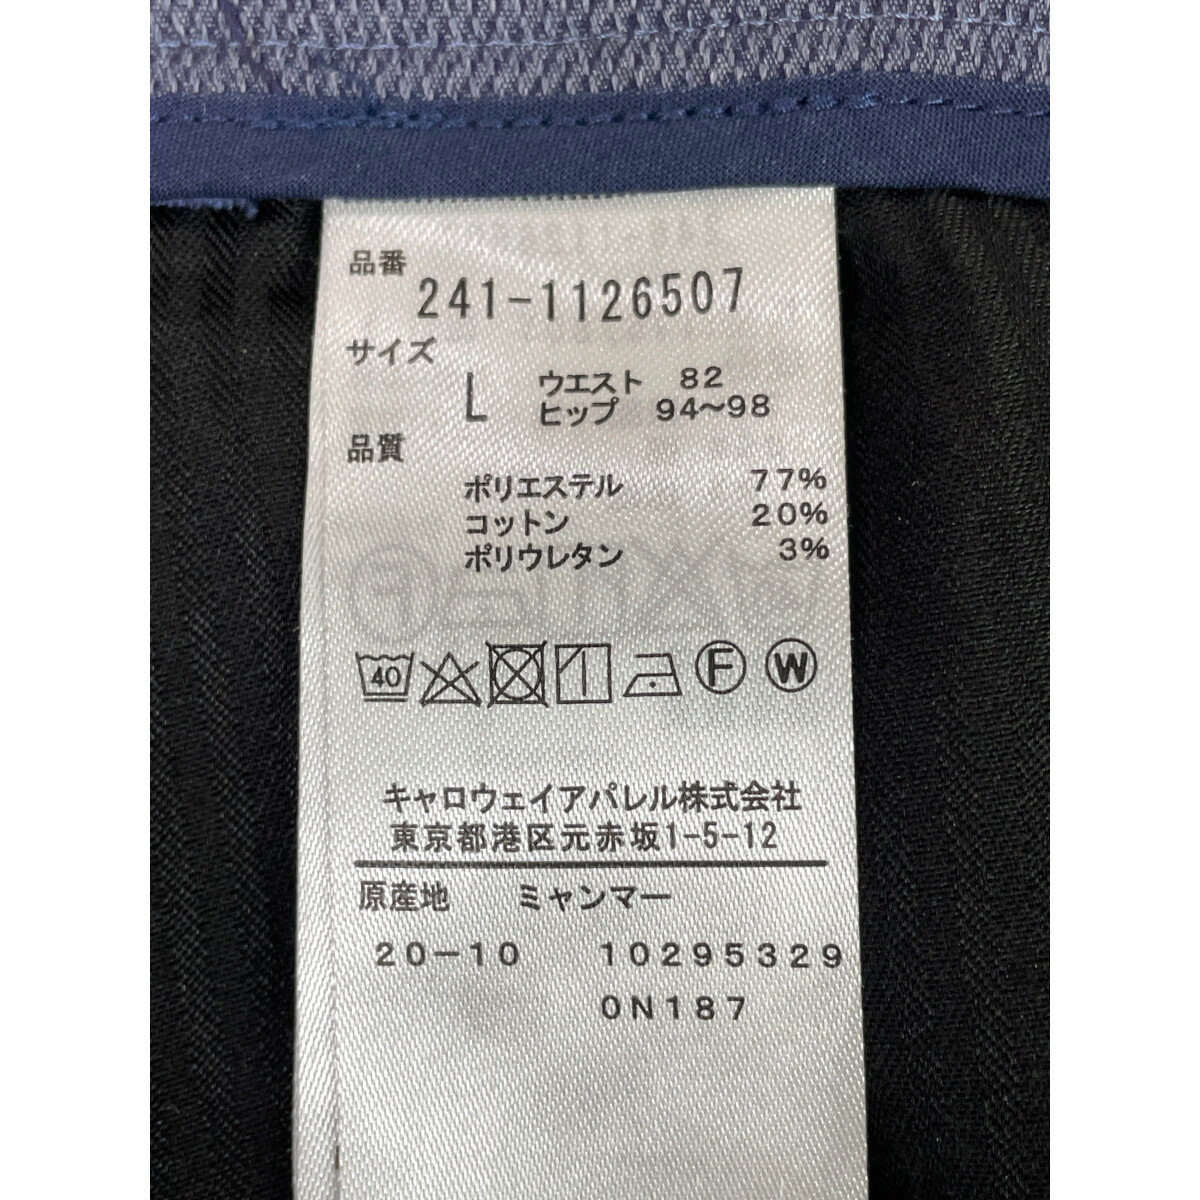 品番
241-1126507
サイズ
L ウエスト 82
ヒップ 94〜98
品質
ポリエステル 77%
コットン 20%
ポリウレタン 3%
40 F W
キャロウェイアパレル株式会社
東京都港区元赤坂1-5-12
原産地 ミャンマー
20-10 10295329
0N187